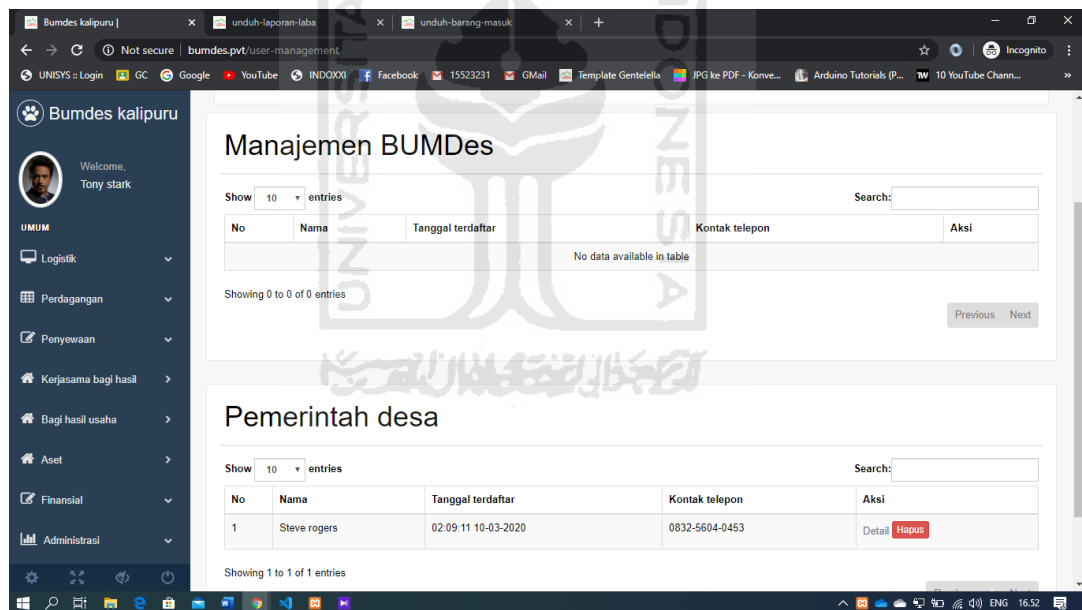 Bumdes kalipuru |
unduh-laporan-laba
unduh-barang-masuk
Not secure | bumdes.pvt/user-management
Incognito
UNISYS :: Login GC Google YouTube INDOXXI Facebook 15523231 GMail Template Gentelella JPG ke PDF - Konve... Arduino Tutorials (P... TW 10 YouTube Chann... »
Bumdes kalipuru
Welcome,
Tony stark
UMUM
Logistik
Perdagangan
Penyewaan
Kerjasama bagi hasil
Bagi hasil usaha
Aset
Finansial
Administrasi
Manajemen BUMDes
Show 10 entries Search:
No Nama Tanggal terdaftar Kontak telepon Aksi
No data available in table
Showing 0 to 0 of 0 entries
Previous Next
Pemerintah desa
Show 10 entries Search:
No Nama Tanggal terdaftar Kontak telepon Aksi
1 Steve rogers 02:09:11 10-03-2020 0832-5604-0453 Detail Hapus
Showing 1 to 1 of 1 entries
ENG 16.52
UNIVERSITAS
INDONESIA